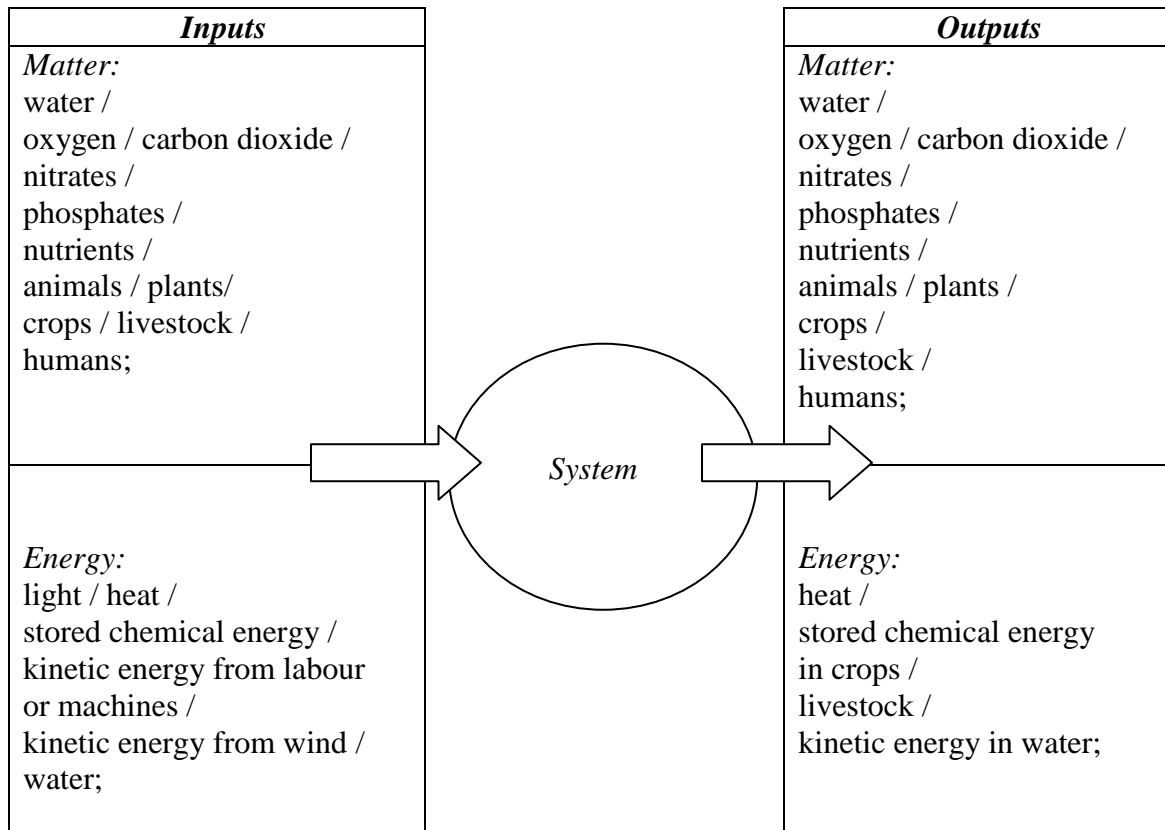 Inputs
Matter:
water /
oxygen / carbon dioxide /
nitrates /
phosphates /
nutrients /
animals / plants/
crops / livestock /
humans;
Energy:
light / heat /
stored chemical energy /
kinetic energy from labour
or machines /
kinetic energy from wind /
water;
System
Outputs
Matter:
water /
oxygen / carbon dioxide /
nitrates /
phosphates /
nutrients /
animals / plants /
crops /
livestock /
humans;
Energy:
heat /
stored chemical energy
in crops /
livestock /
kinetic energy in water;